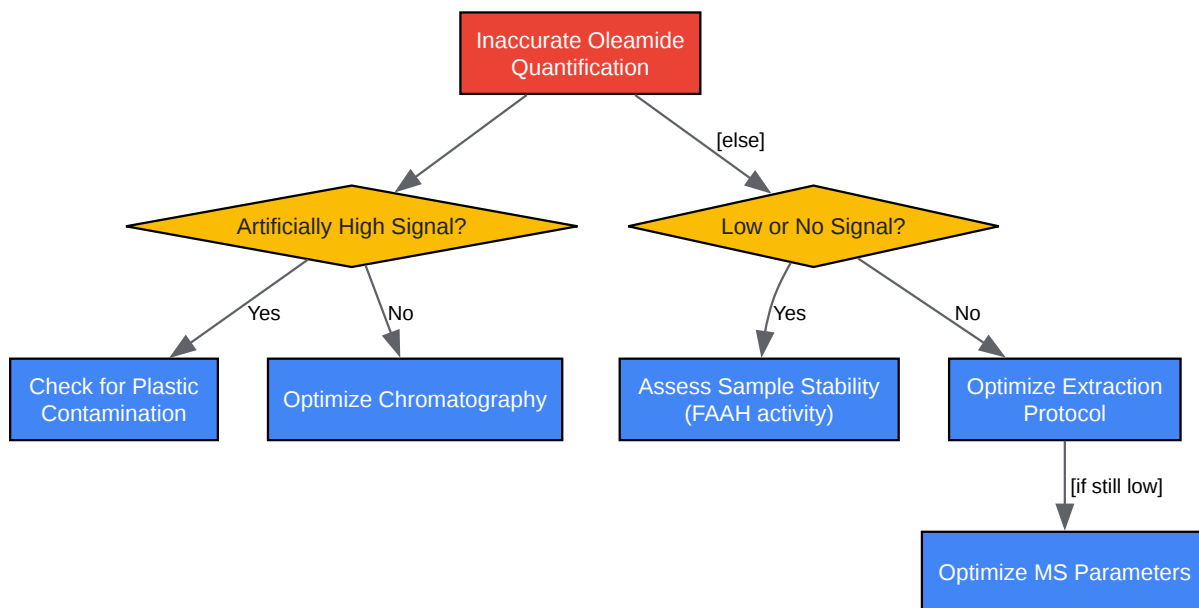 Inaccurate Oleamide
Quantification
[else]
Artificially High Signal?
Low or No Signal?
Yes
No
Yes
No
Check for Plastic
Contamination
Optimize Chromatography
Assess Sample Stability
(FAAH activity)
Optimize Extraction
Protocol
[if still low]
Optimize MS Parameters